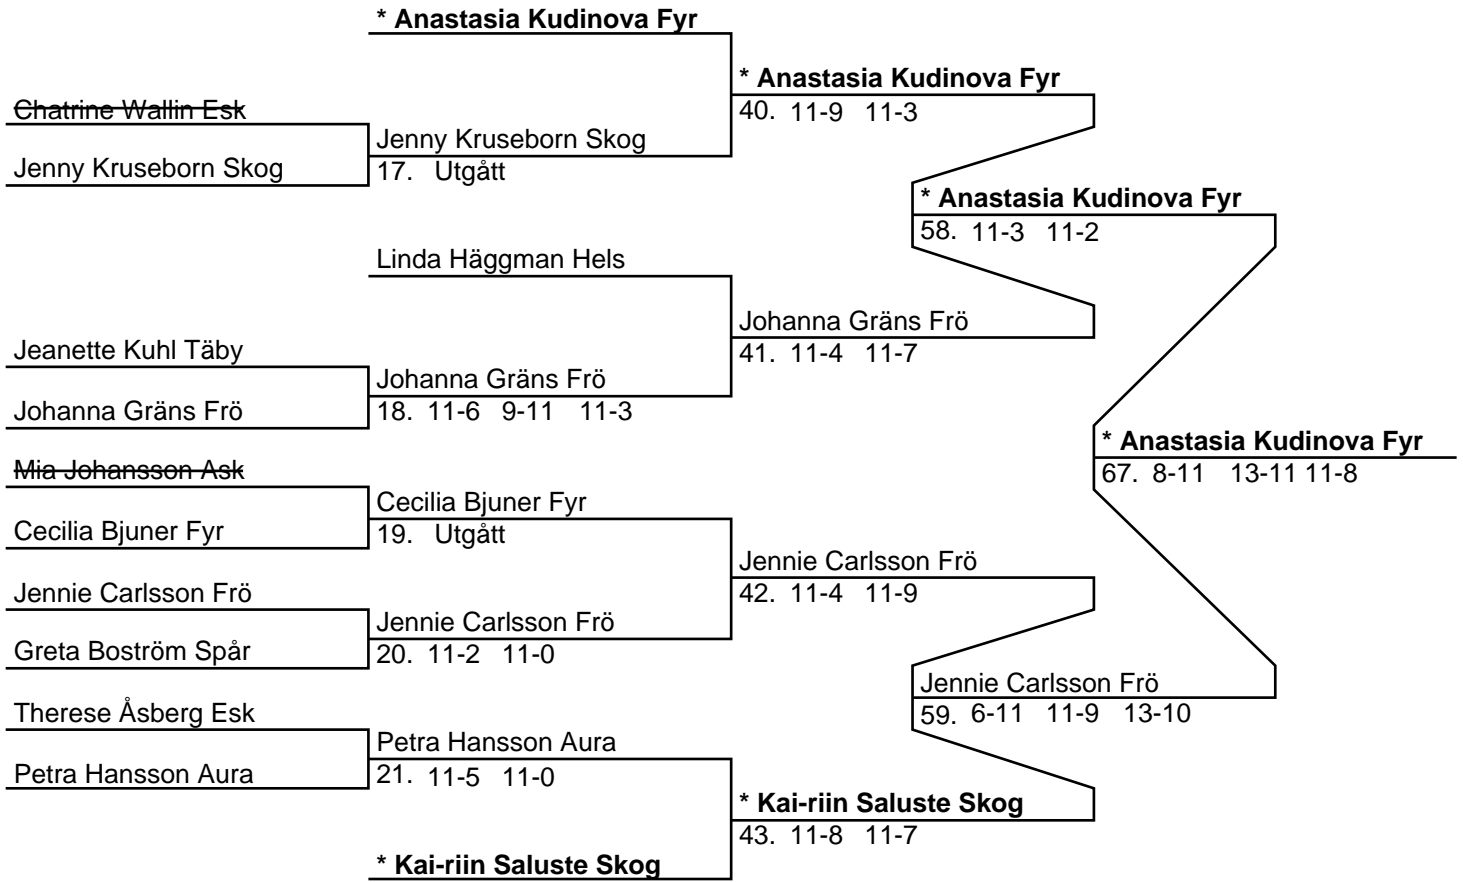 * Anastasia Kudinova Fyr
* Anastasia Kudinova Fyr
40. 11-9 11-3
Chatrine Wallin Esk
Jenny Kruseborn Skog
Jenny Kruseborn Skog
17. Utgått
* Anastasia Kudinova Fyr
58. 11-3 11-2
Linda Häggman Hels
Johanna Gräns Frö
41. 11-4 11-7
Jeanette Kuhl Täby
Johanna Gräns Frö
Johanna Gräns Frö
18. 11-6 9-11 11-3
* Anastasia Kudinova Fyr
67. 8-11 13-11 11-8
Mia Johansson Ask
Cecilia Bjuner Fyr
Cecilia Bjuner Fyr
19. Utgått
Jennie Carlsson Frö
42. 11-4 11-9
Jennie Carlsson Frö
Jennie Carlsson Frö
Greta Boström Spår
20. 11-2 11-0
Jennie Carlsson Frö
59. 6-11 11-9 13-10
Therese Åsberg Esk
Petra Hansson Aura
Petra Hansson Aura
21. 11-5 11-0
* Kai-riin Saluste Skog
43. 11-8 11-7
* Kai-riin Saluste Skog